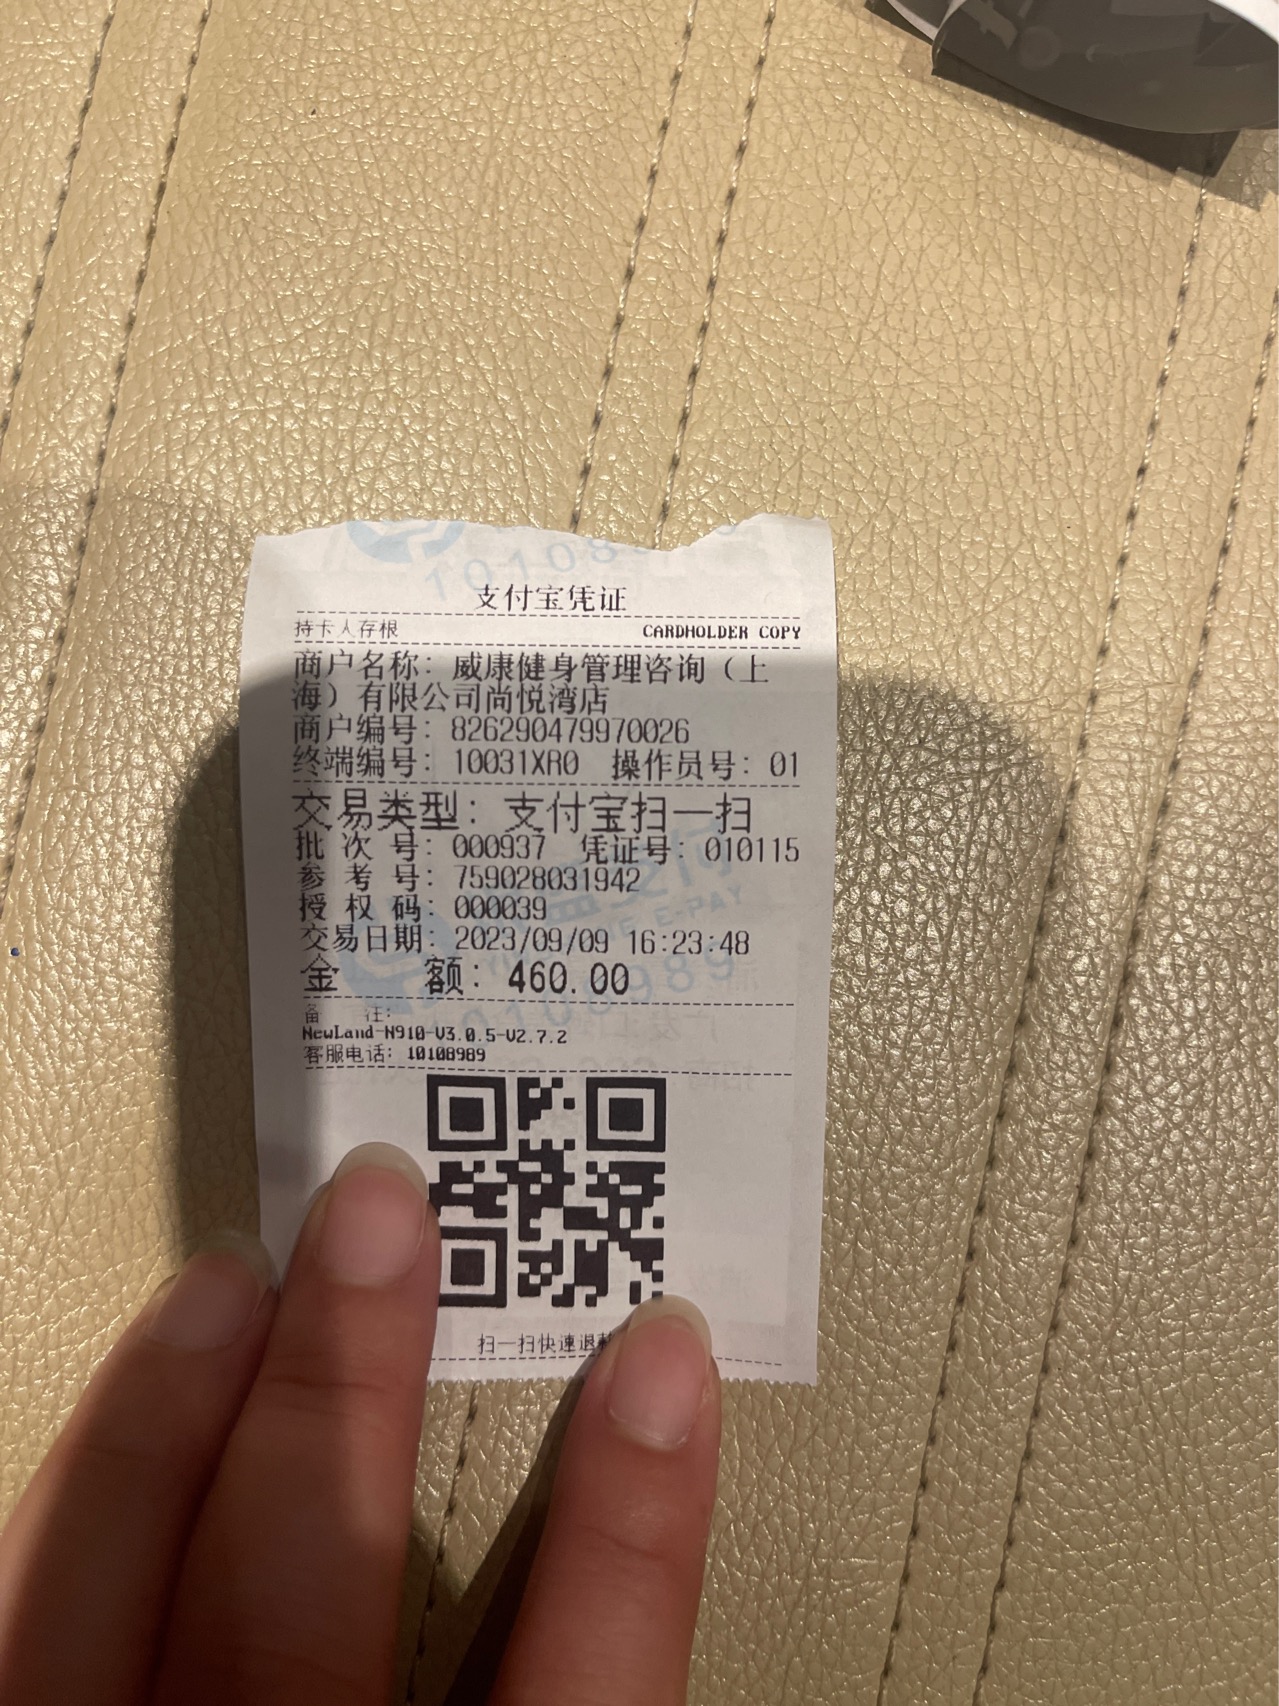 支付宝凭证
持卡人存根 CARDHOLDER COPY
商户名称：威康健身管理咨询（上
海）有限公司尚悦湾店
商户编号：826290479970026
终端编号：10031XR0 操作员号：01
交易类型：支付宝扫一扫
批 次 号：000937 凭证号：010115
参 考 号：759028031942
授 权 码：000039
交易日期：2023/09/09 16:23:48
金 额：460.00
备 注：
NewLand-N910-V3.0.5-V2.7.2
客服电话：10108989
扫一扫快速退